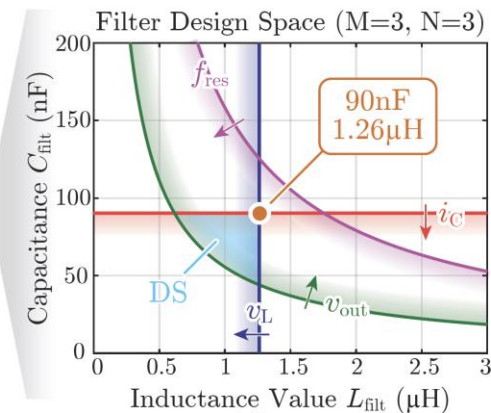 Filter Design Space (M=3, N=3)
Capacitance C_filt (nF)
200
150
100
50
0
f_res
90nF
1.26μH
i_C
DS
v_L
v_out
0 0.5 1 1.5 2 2.5 3
Inductance Value L_filt (μH)